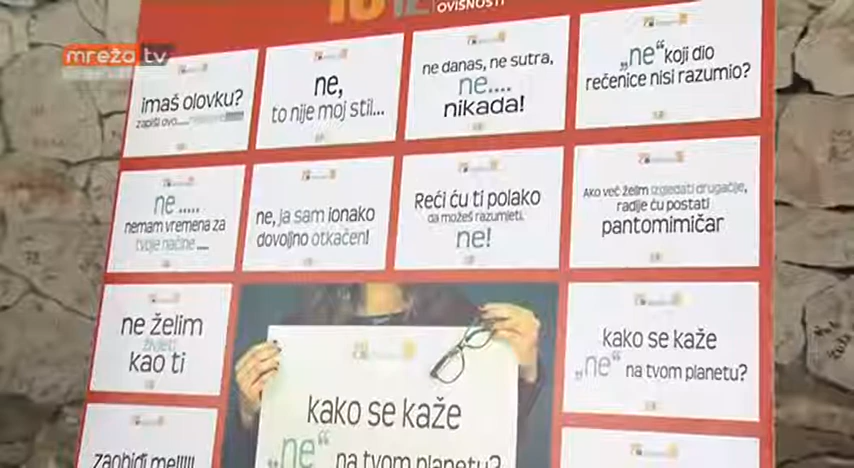 OVISNOSTI
mreža.tv
imaš olovku?
zapiši ovo.....
ne,
to nije moj stil...
ne danas, ne sutra,
ne....
nikada!
„ne“ koji dio
rečenice nisi razumio?
ne.....
nemam vremena za
tvoje načine ....
ne, ja sam ionako
dovoljno otkačen!
Reći ću ti polako
da možeš razumjeti,
ne!
Ako već želim izgledati drugačije,
radije ću postati
pantomimičar
ne želim
živjeti
kao ti
kako se kaže
„ne“ na tvom planetu?
kako se kaže
„ne“ na tvom planetu?
zaobiđi me!!!!!